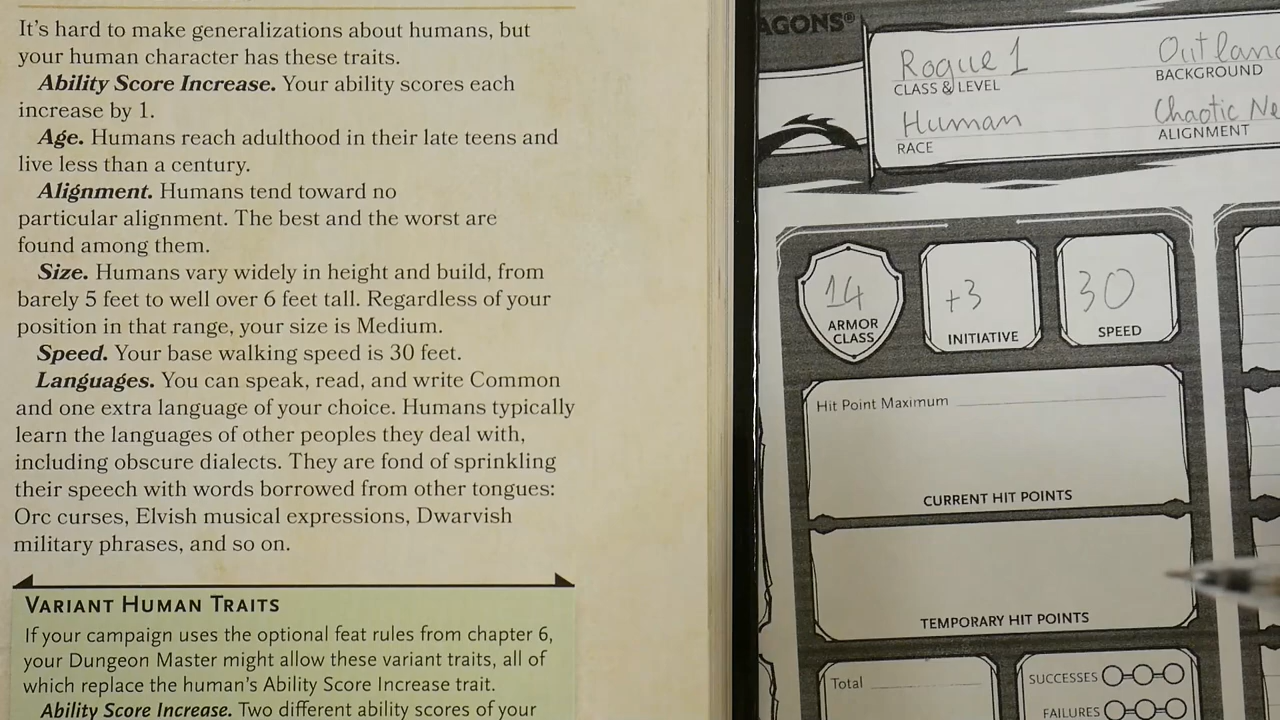 It's hard to make generalizations about humans, but
your human character has these traits.
Ability Score Increase. Your ability scores each
increase by 1.
Age. Humans reach adulthood in their late teens and
live less than a century.
Alignment. Humans tend toward no
particular alignment. The best and the worst are
found among them.
Size. Humans vary widely in height and build, from
barely 5 feet to well over 6 feet tall. Regardless of your
position in that range, your size is Medium.
Speed. Your base walking speed is 30 feet.
Languages. You can speak, read, and write Common
and one extra language of your choice. Humans typically
learn the languages of other peoples they deal with,
including obscure dialects. They are fond of sprinkling
their speech with words borrowed from other tongues:
Orc curses, Elvish musical expressions, Dwarvish
military phrases, and so on.
VARIANT HUMAN TRAITS
If your campaign uses the optional feat rules from chapter 6,
your Dungeon Master might allow these variant traits, all of
which replace the human's Ability Score Increase trait.
Ability Score Increase. Two different ability scores of your
AGONS®
Rogue 1 Outlan
CLASS & LEVEL BACKGROUND
Human Chaotic Ne
RACE ALIGNMENT
14 +3 30
ARMOR
CLASS INITIATIVE SPEED
Hit Point Maximum
CURRENT HIT POINTS
TEMPORARY HIT POINTS
Total SUCCESSES
FAILURES